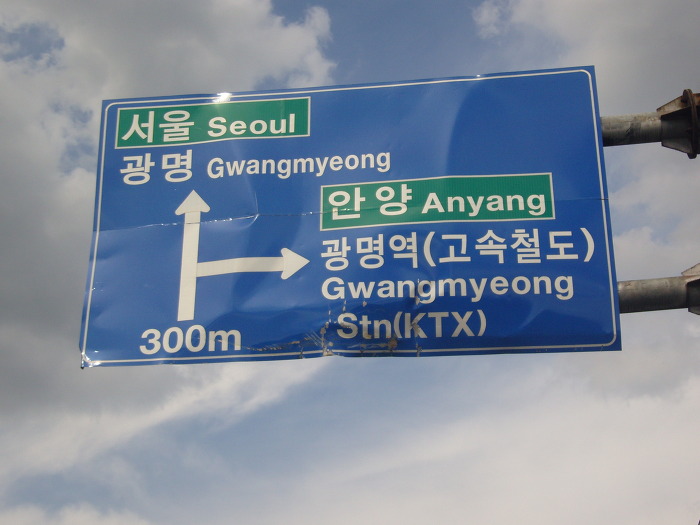 서울 Seoul
광명 Gwangmyeong
안양 Anyang
광명역(고속철도)
Gwangmyeong
Stn(KTX)
300m